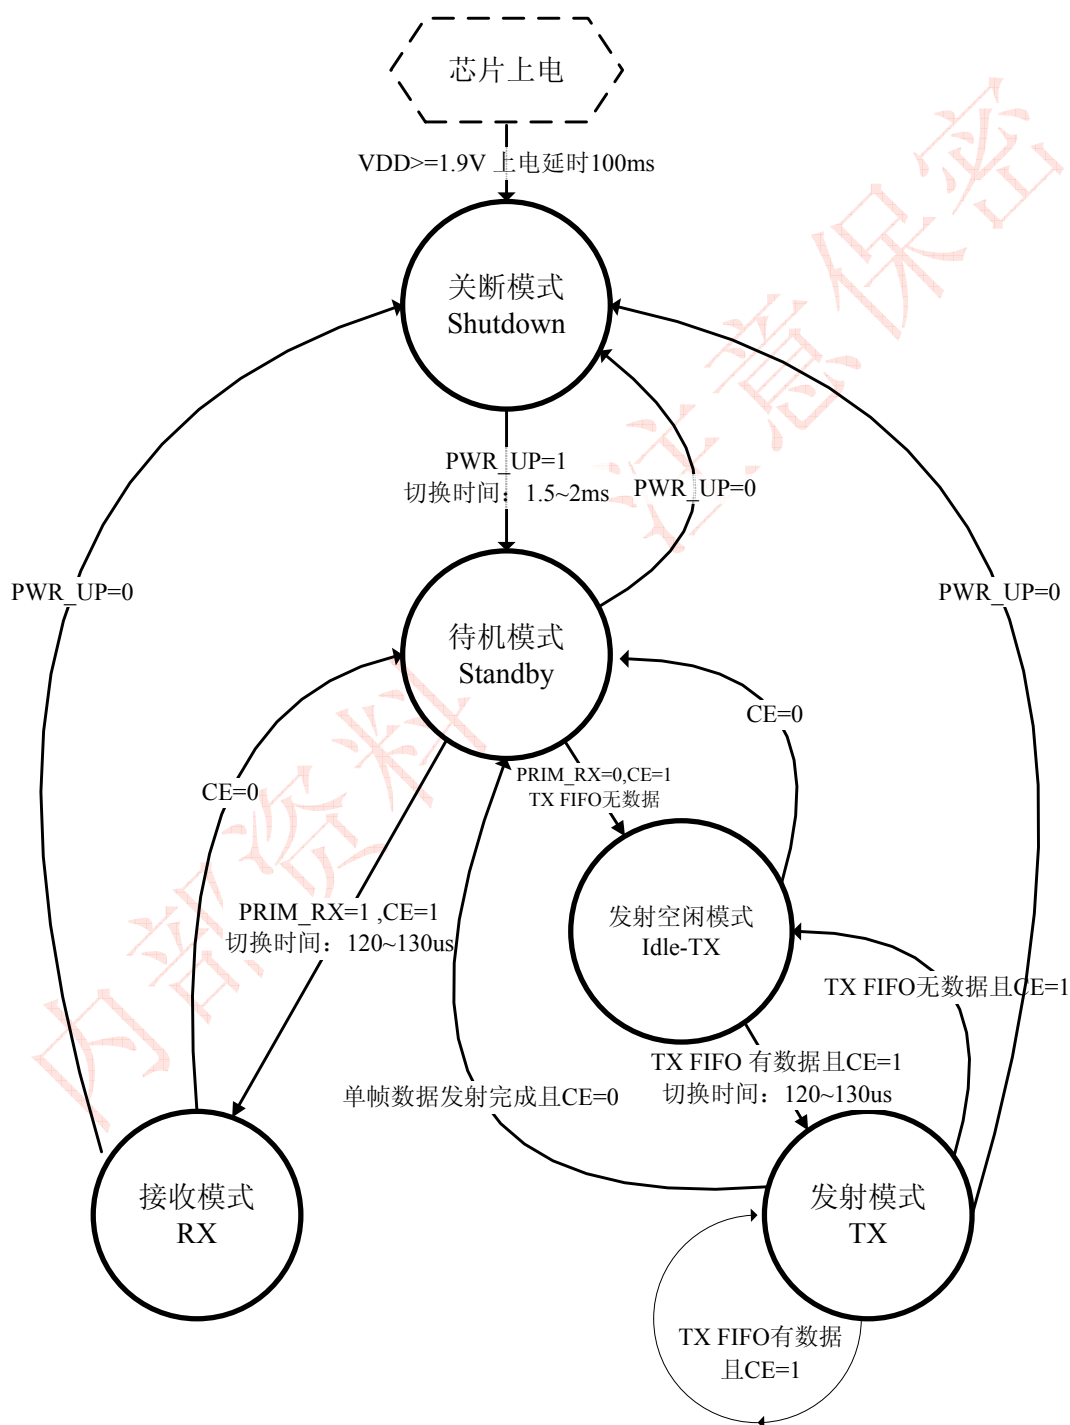 芯片上电
VDD>=1.9V 上电延时100ms
关断模式
Shutdown
PWR_UP=1
切换时间：1.5~2ms
PWR_UP=0
PWR_UP=0
PWR_UP=0
待机模式
Standby
CE=0
CE=0
PRIM_RX=0,CE=1
TX FIFO无数据
PRIM_RX=1 ,CE=1
切换时间：120~130us
发射空闲模式
Idle-TX
TX FIFO无数据且CE=1
TX FIFO 有数据且CE=1
切换时间：120~130us
单帧数据发射完成且CE=0
接收模式
RX
发射模式
TX
TX FIFO有数据
且CE=1
内部资料
注意保密